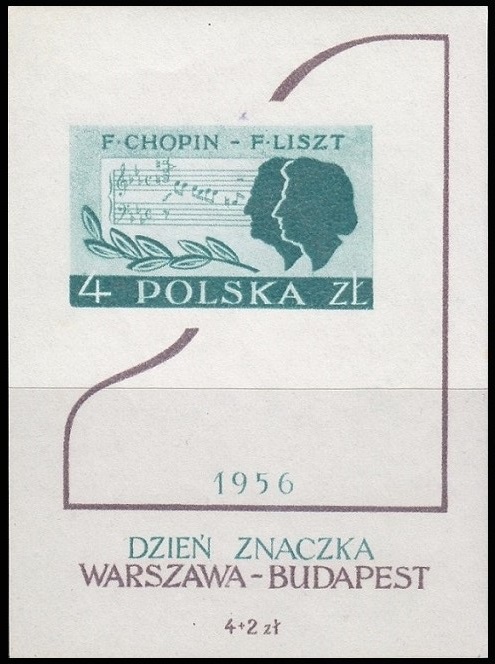 F·CHOPIN - F·LISZT
4 POLSKA ZŁ
1956
DZIEŃ ZNACZKA
WARSZAWA-BUDAPEST
4+2 zł